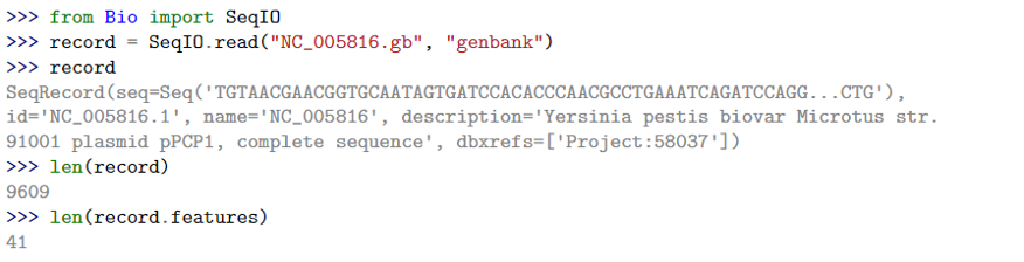 >>> from Bio import SeqIO
>>> record = SeqIO.read("NC_005816.gb", "genbank")
>>> record
SeqRecord(seq=Seq('TGTAACGAACGGTGCAATAGTGATCCACACCCAACGCCTGAAATCAGATCCAGG...CTG'),
id='NC_005816.1', name='NC_005816', description='Yersinia pestis biovar Microtus str.
91001 plasmid pPCP1, complete sequence', dbxrefs=['Project:58037'])
>>> len(record)
9609
>>> len(record.features)
41